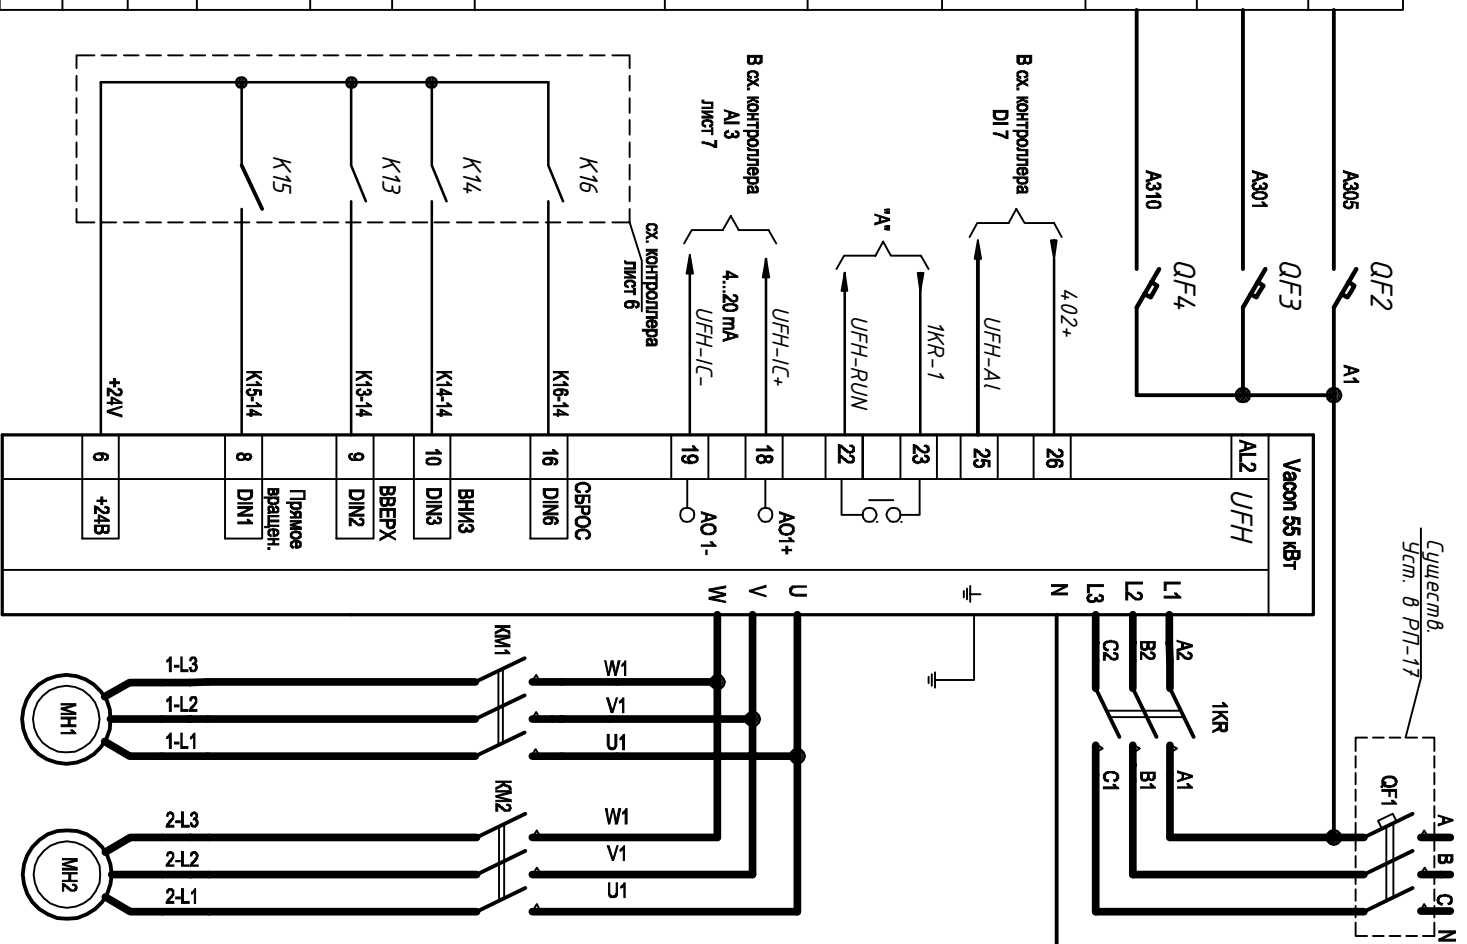 Существ.
Уст. в РП-17
A
B
C
N
QF1
A1
B1
C1
1KR
A2
B2
C2
L1
L2
L3
N
U
V
W
Vacon 55 кВт
AL2
UFH
QF2
QF3
QF4
A305
A301
A310
A1
В сх. контроллера
DI 7
402+
UFH-AI
26
25
"А"
1KR-1
UFH-RUN
23
22
В сх. контроллера
AI 3
лист 7
4...20 mA
UFH-IC+
UFH-IC-
18
19
AO1+
AO 1-
сх. контроллера
лист 6
K16
K14
K13
K15
K16-14
K14-14
K13-14
K15-14
+24V
16
DIN6
СБРОС
10
DIN3
ВНИЗ
9
DIN2
ВВЕРХ
8
DIN1
Прямое
вращен.
6
+24В
KM1
W1
V1
U1
1-L3
1-L2
1-L1
MH1
KM2
W1
V1
U1
2-L3
2-L2
2-L1
MH2